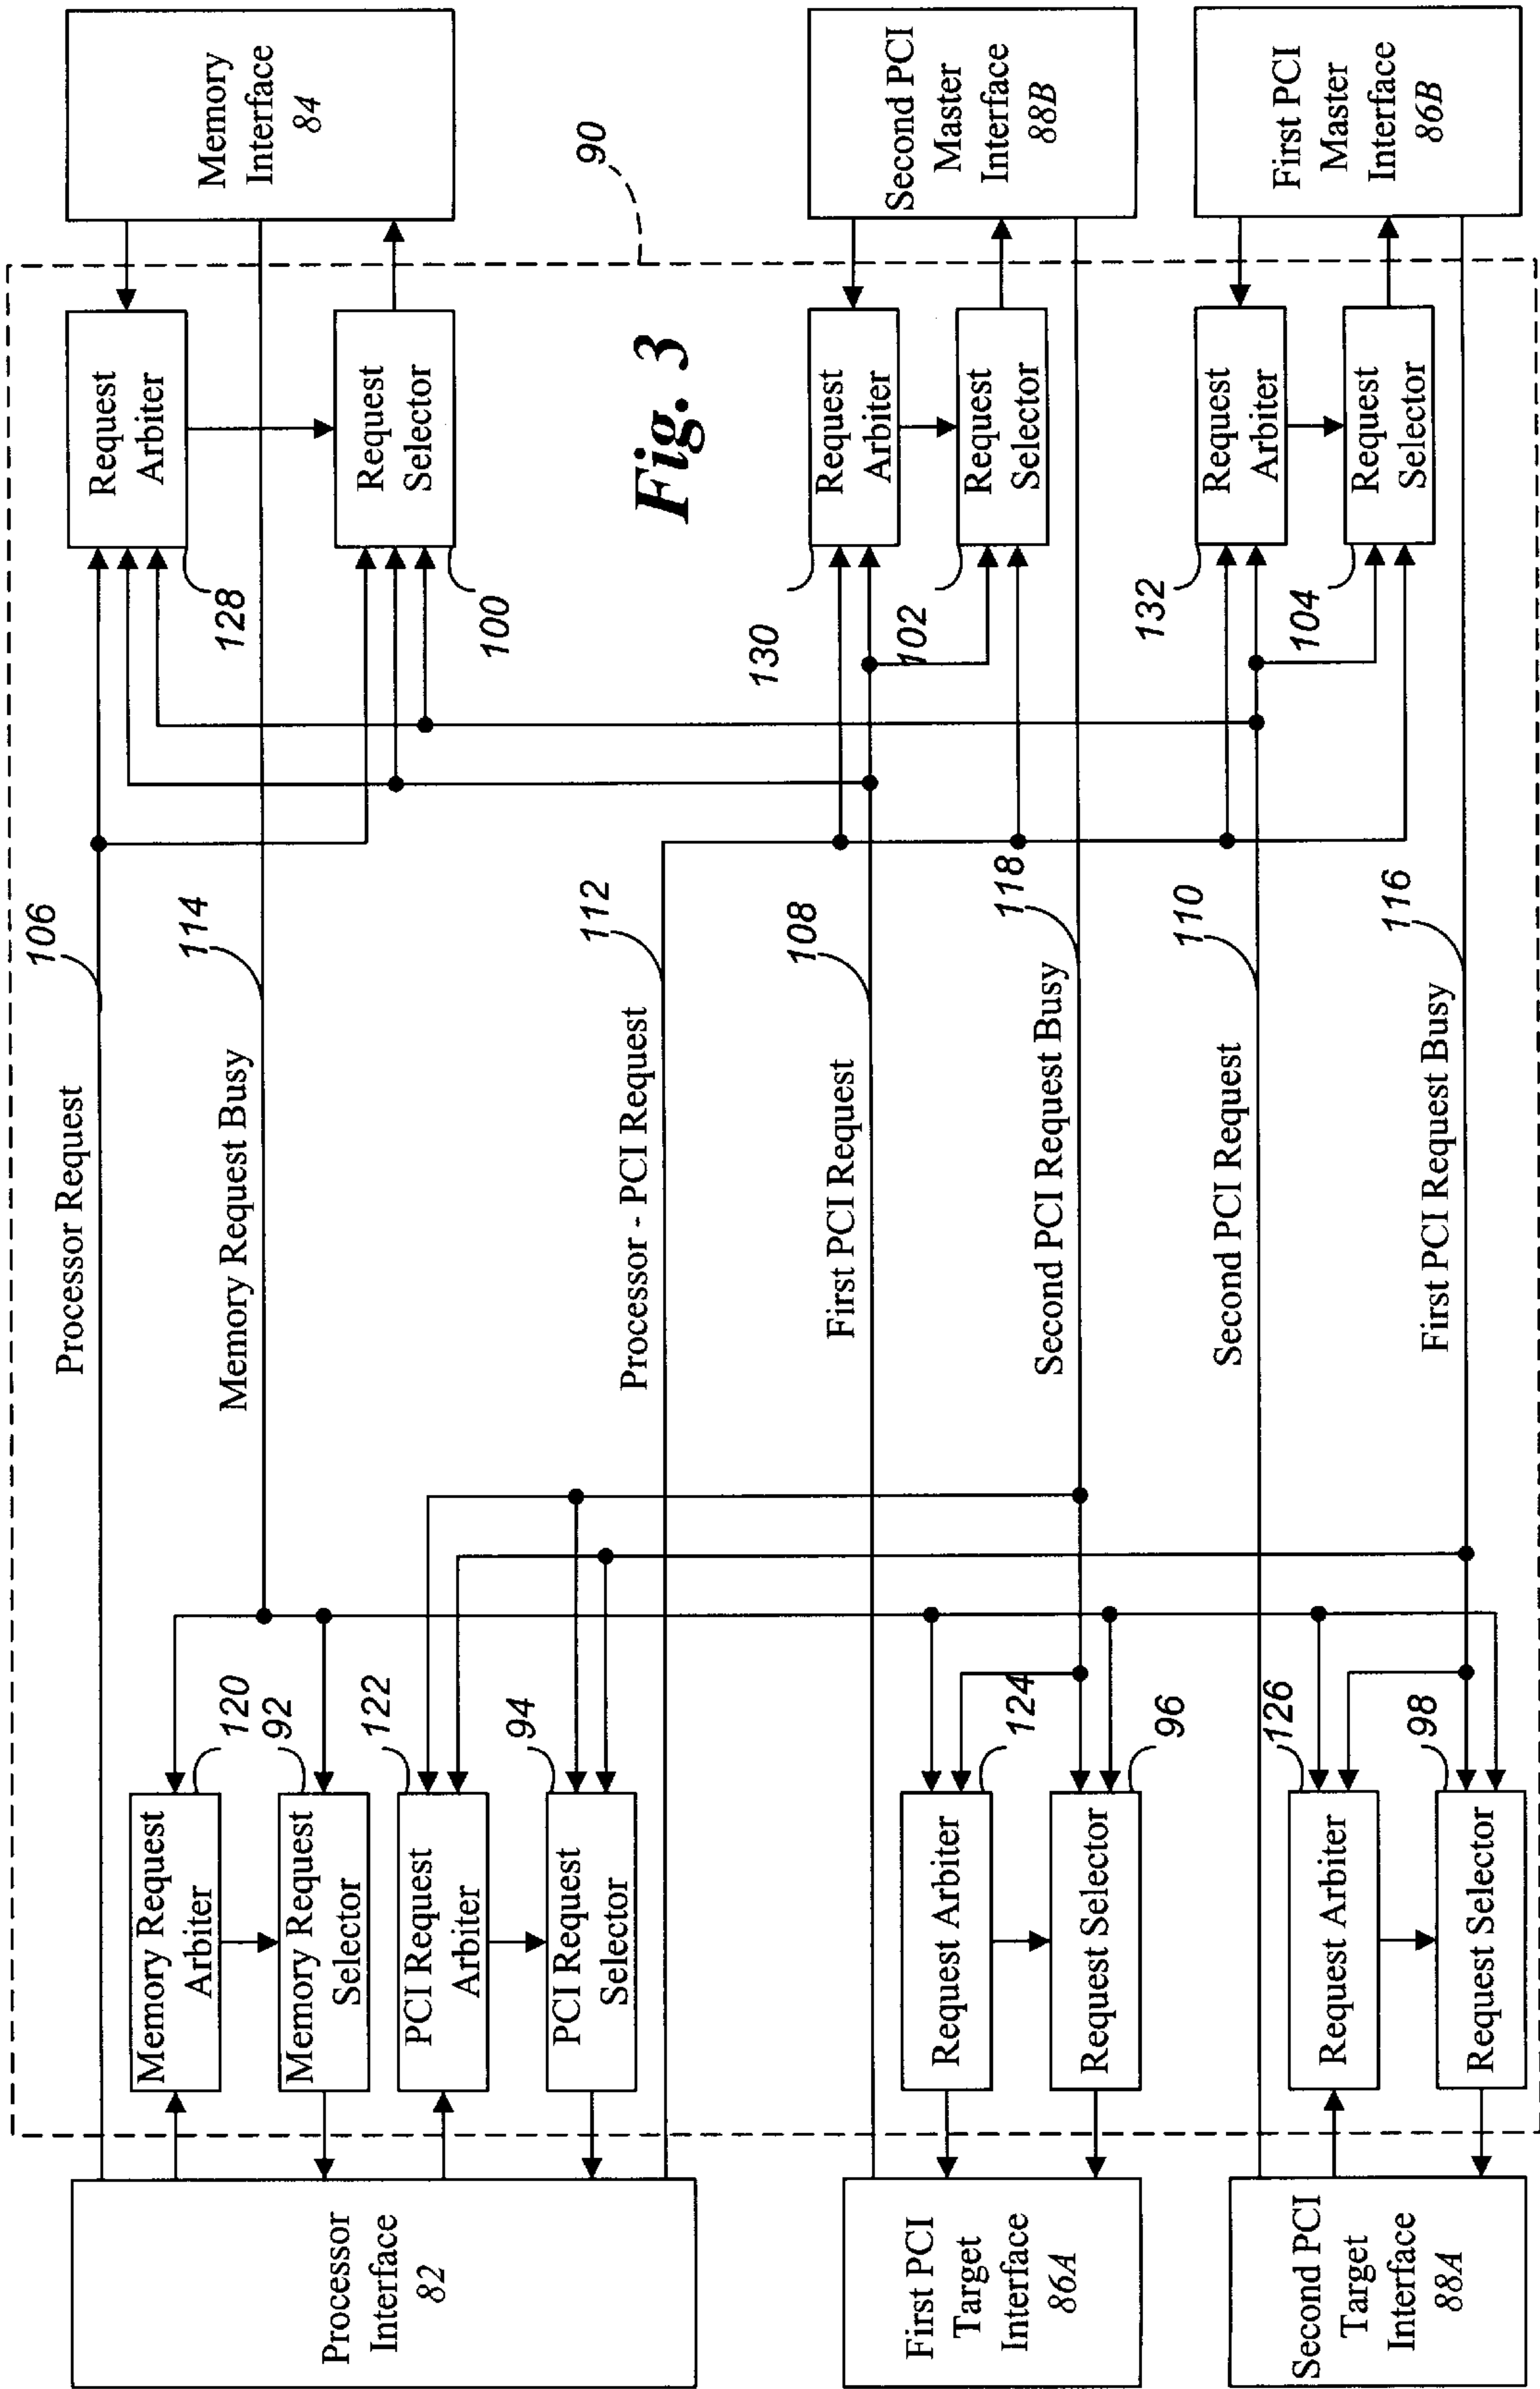 Processor
Interface
82
First PCI
Target
Interface
86A
Second PCI
Target
Interface
88A
Memory Request
Arbiter
120
Memory Request
Selector
92
PCI Request
Arbiter
122
PCI Request
Selector
94
Request Arbiter
124
Request Selector
96
Request Arbiter
126
Request Selector
98
Processor Request
106
Memory Request Busy
114
Processor - PCI Request
112
First PCI Request
108
Second PCI Request Busy
118
Second PCI Request
110
First PCI Request Busy
116
Request
Arbiter
128
Request
Selector
100
Fig. 3
Request
Arbiter
130
Request
Selector
102
Request
Arbiter
132
Request
Selector
104
90
Memory
Interface
84
Second PCI
Master
Interface
88B
First PCI
Master
Interface
86B